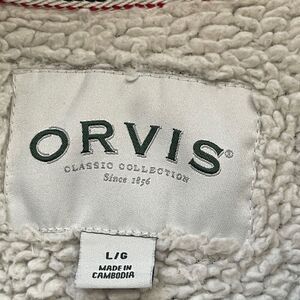 ORVIS®
CLASSIC COLLECTION
Since 1856
L/G
MADE IN
CAMBODIA